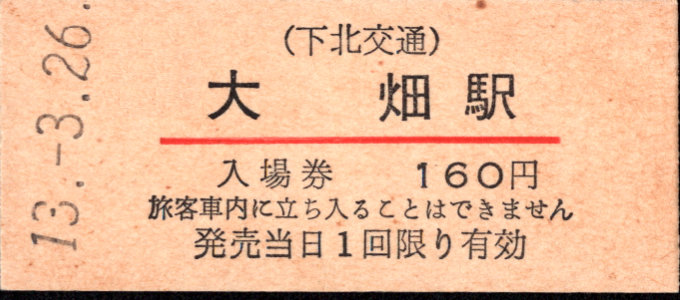 (下北交通)
大 畑駅
入場券 160円
旅客車内に立ち入ることはできません
発売当日1回限り有効
13.-3.26.